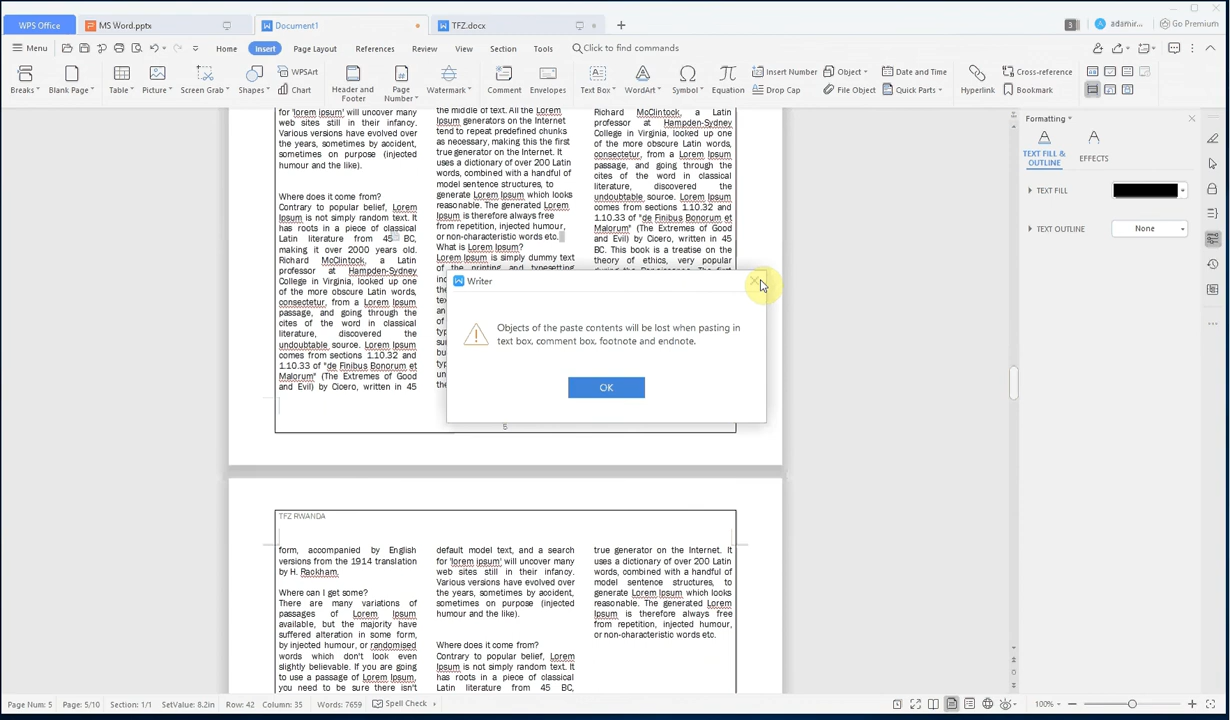 WPS Office
MS Word.pptx
Document1
TFZ.docx
3
adamir...
Go Premium
Menu
Home
Insert
Page Layout
References
Review
View
Section
Tools
Click to find commands
Breaks
Blank Page
Table
Picture
Screen Grab
Shapes
WPSArt
Chart
Header and
Footer
Page
Number
Watermark
Comment
Envelopes
Text Box
WordArt
Symbol
Equation
Insert Number
Drop Cap
Object
File Object
Date and Time
Quick Parts
Hyperlink
Cross-reference
Bookmark
for 'lorem ipsum' will uncover many
web sites still in their infancy.
Various versions have evolved over
the years, sometimes by accident,
sometimes on purpose (injected
humour and the like).
Where does it come from?
Contrary to popular belief, Lorem
Ipsum is not simply random text. It
has roots in a piece of classical
Latin literature from 45 BC,
making it over 2000 years old.
Richard McClintock, a Latin
professor at Hampden-Sydney
College in Virginia, looked up one
of the more obscure Latin words,
consectetur, from a Lorem Ipsum
passage, and going through the
cites of the word in classical
literature, discovered the
undoubtable source. Lorem Ipsum
comes from sections 1.10.32 and
1.10.33 of "de Finibus Bonorum et
Malorum" (The Extremes of Good
and Evil) by Cicero, written in 45
the middle of text. All the Lorem
Ipsum generators on the Internet
tend to repeat predefined chunks
as necessary, making this the first
true generator on the Internet. It
uses a dictionary of over 200 Latin
words, combined with a handful of
model sentence structures, to
generate Lorem Ipsum which looks
reasonable. The generated Lorem
Ipsum is therefore always free
from repetition, injected humour,
or non-characteristic words etc.
What is Lorem Ipsum?
Lorem Ipsum is simply dummy text
of the printing and typesetting
Richard McClintock, a Latin
professor at Hampden-Sydney
College in Virginia, looked up one
of the more obscure Latin words,
consectetur, from a Lorem Ipsum
passage, and going through the
cites of the word in classical
literature, discovered the
undoubtable source. Lorem Ipsum
comes from sections 1.10.32 and
1.10.33 of "de Finibus Bonorum et
Malorum" (The Extremes of Good
and Evil) by Cicero, written in 45
BC. This book is a treatise on the
theory of ethics, very popular
Writer
Objects of the paste contents will be lost when pasting in
text box, comment box, footnote and endnote.
OK
5
TFZ RWANDA
form, accompanied by English
versions from the 1914 translation
by H. Rackham.
Where can I get some?
There are many variations of
passages of Lorem Ipsum
available, but the majority have
suffered alteration in some form,
by injected humour, or randomised
words which don't look even
slightly believable. If you are going
to use a passage of Lorem Ipsum,
you need to be sure there isn't
default model text, and a search
for 'lorem ipsum' will uncover many
web sites still in their infancy.
Various versions have evolved over
the years, sometimes by accident,
sometimes on purpose (injected
humour and the like).
Where does it come from?
Contrary to popular belief, Lorem
Ipsum is not simply random text. It
has roots in a piece of classical
Latin literature from 45 BC,
true generator on the Internet. It
uses a dictionary of over 200 Latin
words, combined with a handful of
model sentence structures, to
generate Lorem Ipsum which looks
reasonable. The generated Lorem
Ipsum is therefore always free
from repetition, injected humour,
or non-characteristic words etc.
Formatting
TEXT FILL &
OUTLINE
EFFECTS
TEXT FILL
TEXT OUTLINE
None
Page Num: 5
Page: 5/10
Section: 1/1
SetValue: 8.2in
Row: 42
Column: 35
Words: 7659
Spell Check
100%